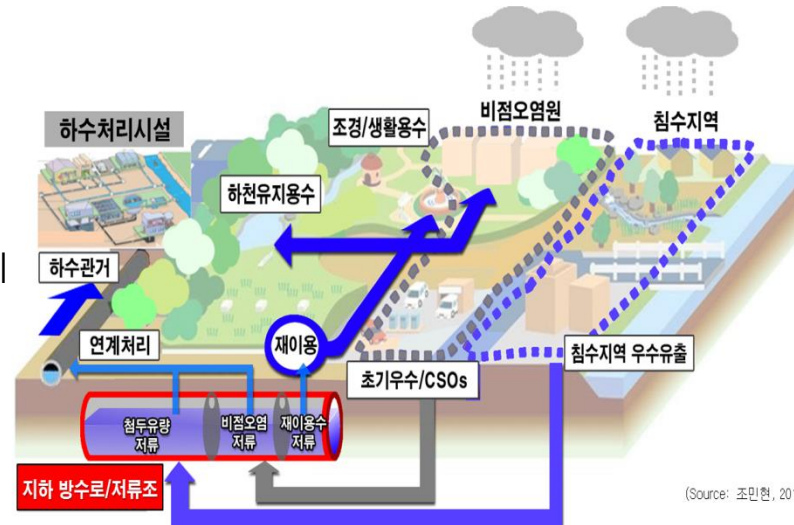 비점오염원
침수지역
하수처리시설
조경/생활용수
하천유지용수
하수관거
연계처리
재이용
초기우수/CSOs
침수지역 우수유출
첨두유량
저류
비점오염
저류
재이용수
저류
지하 방수로/저류조
(Source: 조민현, 201